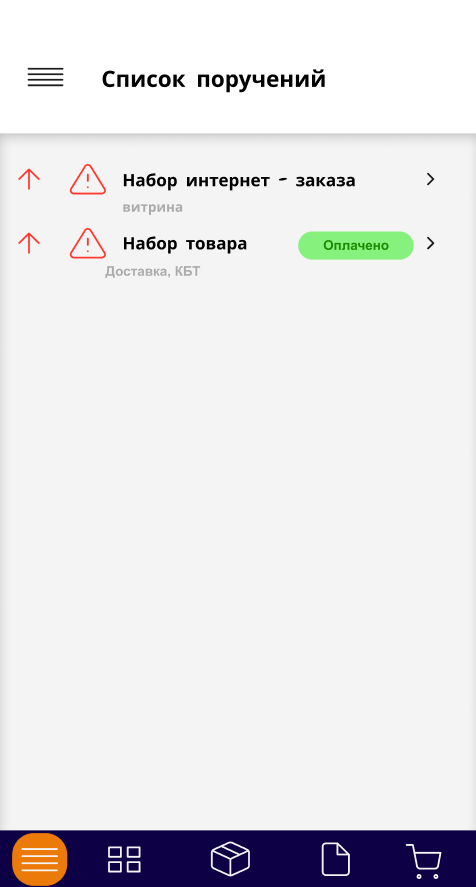 Список поручений
Набор интернет - заказа
витрина
Набор товара
Оплачено
Доставка, КБТ